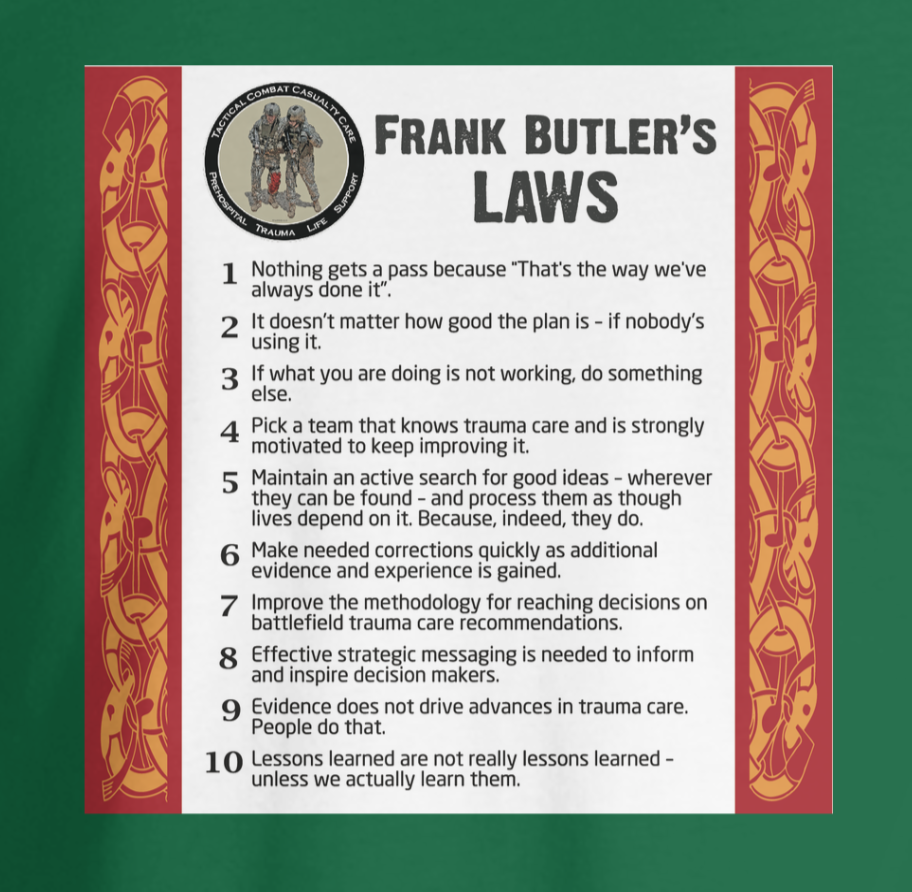 TACTICAL COMBAT CASUALTY CARE
PREHOSPITAL TRAUMA LIFE SUPPORT
FRANK BUTLER'S
LAWS
1 Nothing gets a pass because "That's the way we've
always done it".
2 It doesn't matter how good the plan is – if nobody's
using it.
3 If what you are doing is not working, do something
else.
4 Pick a team that knows trauma care and is strongly
motivated to keep improving it.
5 Maintain an active search for good ideas – wherever
they can be found – and process them as though
lives depend on it. Because, indeed, they do.
6 Make needed corrections quickly as additional
evidence and experience is gained.
7 Improve the methodology for reaching decisions on
battlefield trauma care recommendations.
8 Effective strategic messaging is needed to inform
and inspire decision makers.
9 Evidence does not drive advances in trauma care.
People do that.
10 Lessons learned are not really lessons learned –
unless we actually learn them.